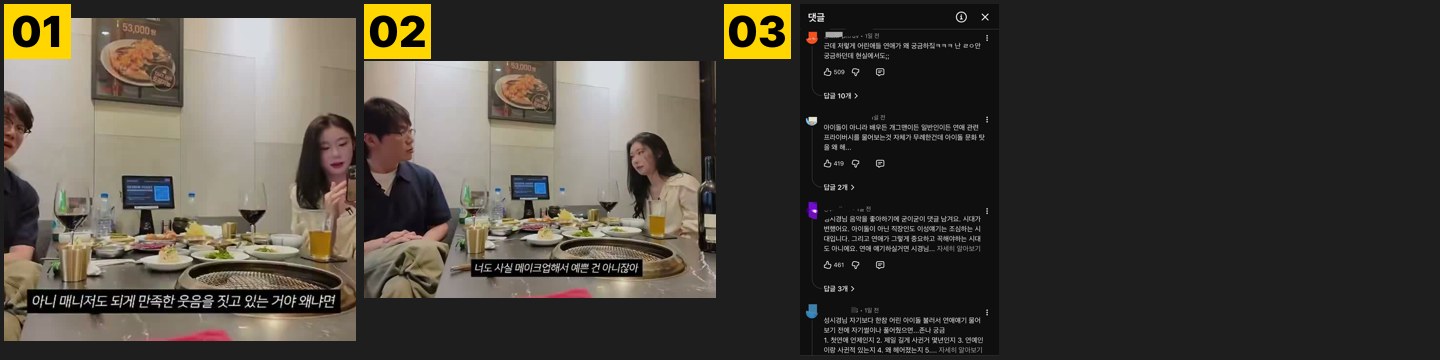 01
53,000원
아니 매니저도 되게 만족한 웃음을 짓고 있는 거야 왜냐면
02
53,000원
너도 사실 메이크업해서 예쁜 건 아니잖아
03
댓글
1일 전
근데 저렇게 어린애들 연애가 왜 궁금하짘ㅋㅋㅋ 난 ㄹㅇ안
궁금하던데 현실에서도;;
509
답글 10개
일 전
아이돌이 아니라 배우든 개그맨이든 일반인이든 연애 관련
프라이버시를 물어보는것 자체가 무례한건데 아이돌 문화 탓
을 왜 해...
419
답글 2개
전
성시경님 음악을 좋아하기에 굳이굳이 댓글 남겨요. 시대가
변했어요. 아이돌이 아닌 직장인도 이성얘기는 조심하는 시
대입니다. 그리고 연애가 그렇게 중요하고 꼭해야하는 시대
도 아니에요. 연애 얘기하실거면 시경님... 자세히 알아보기
461
답글 3개
1일 전
성시경님 자기보다 한참 어린 아이돌 불러서 연애얘기 물어
보기 전에 자기썰이나 풀어줬으면...존나 궁금
1. 첫연애 언제인지 2. 제일 길게 사귄거 몇년인지 3. 연예인
이랑 사귄적 있는지 4. 왜 헤어졌는지 5.... 자세히 알아보기